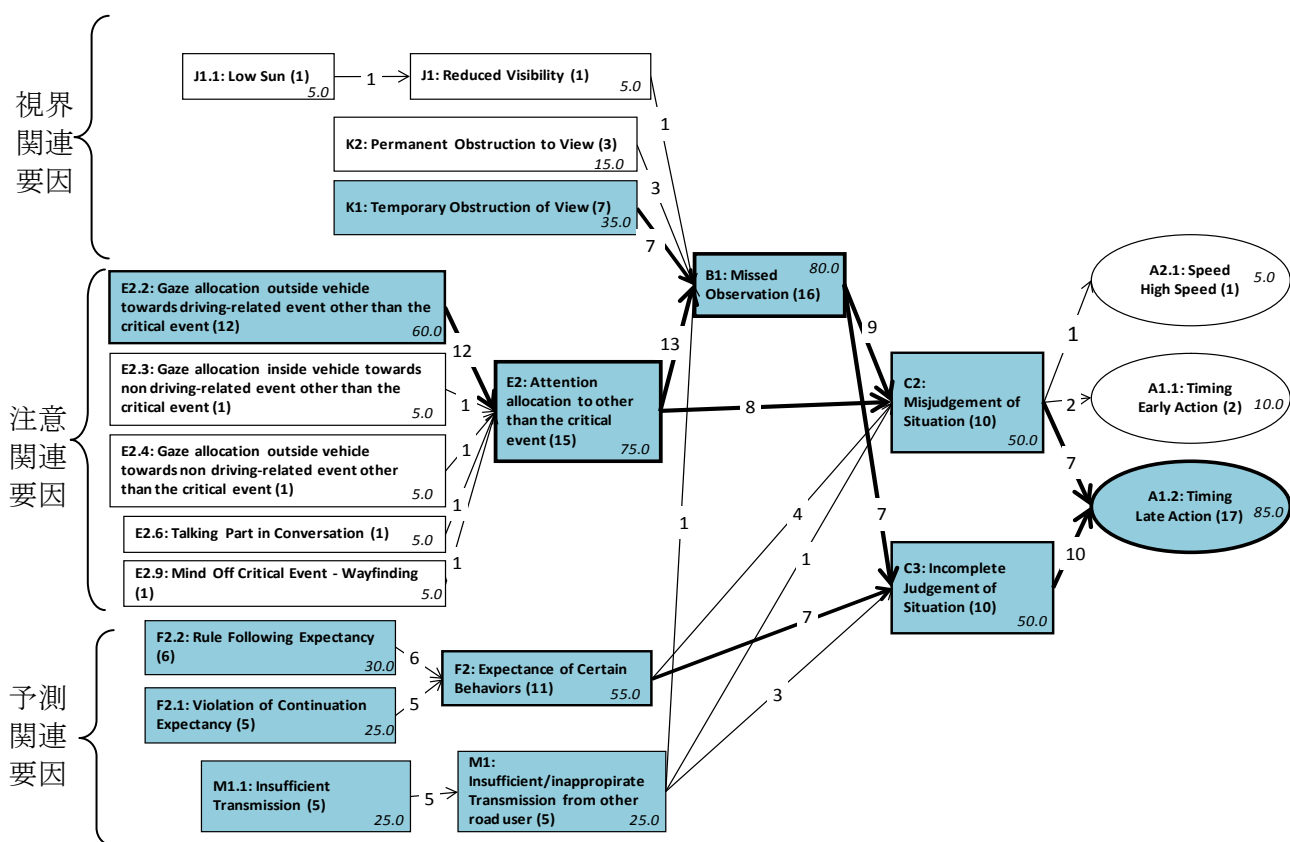 視界
関連
要因
J1.1: Low Sun (1)
5.0
1
J1: Reduced Visibility (1)
5.0
1
K2: Permanent Obstruction to View (3)
15.0
3
K1: Temporary Obstruction of View (7)
35.0
7
注意
関連
要因
E2.2: Gaze allocation outside vehicle
towards driving-related event other than the
critical event (12)
60.0
12
E2.3: Gaze allocation inside vehicle towards
non driving-related event other than the
critical event (1)
5.0
1
E2.4: Gaze allocation outside vehicle
towards non driving-related event other
than the critical event (1)
5.0
1
E2.6: Talking Part in Conversation (1)
5.0
1
E2.9: Mind Off Critical Event - Wayfinding
(1)
5.0
1
E2: Attention
allocation to other
than the critical
event (15)
75.0
13
8
予測
関連
要因
F2.2: Rule Following Expectancy
(6)
30.0
6
F2.1: Violation of Continuation
Expectancy (5)
25.0
5
F2: Expectance of Certain
Behaviors (11)
55.0
4
7
M1.1: Insufficient
Transmission (5)
25.0
5
M1:
Insufficient/inappropirate
Transmission from other
road user (5)
25.0
1
1
3
B1: Missed
Observation (16)
80.0
9
7
C2:
Misjudgement of
Situation (10)
50.0
1
2
7
C3: Incomplete
Judgement of
Situation (10)
50.0
10
A2.1: Speed
High Speed (1)
5.0
A1.1: Timing
Early Action (2)
10.0
A1.2: Timing
Late Action (17)
85.0